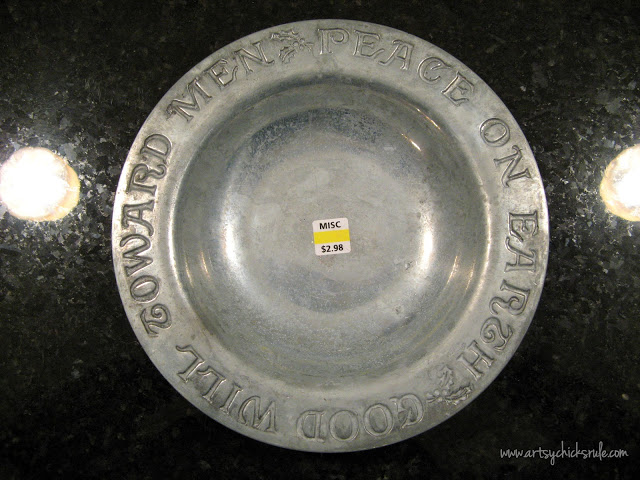 PEACE ON EARTH
GOOD WILL TOWARD MEN
MISC
$2.98
www.artsychicksrule.com